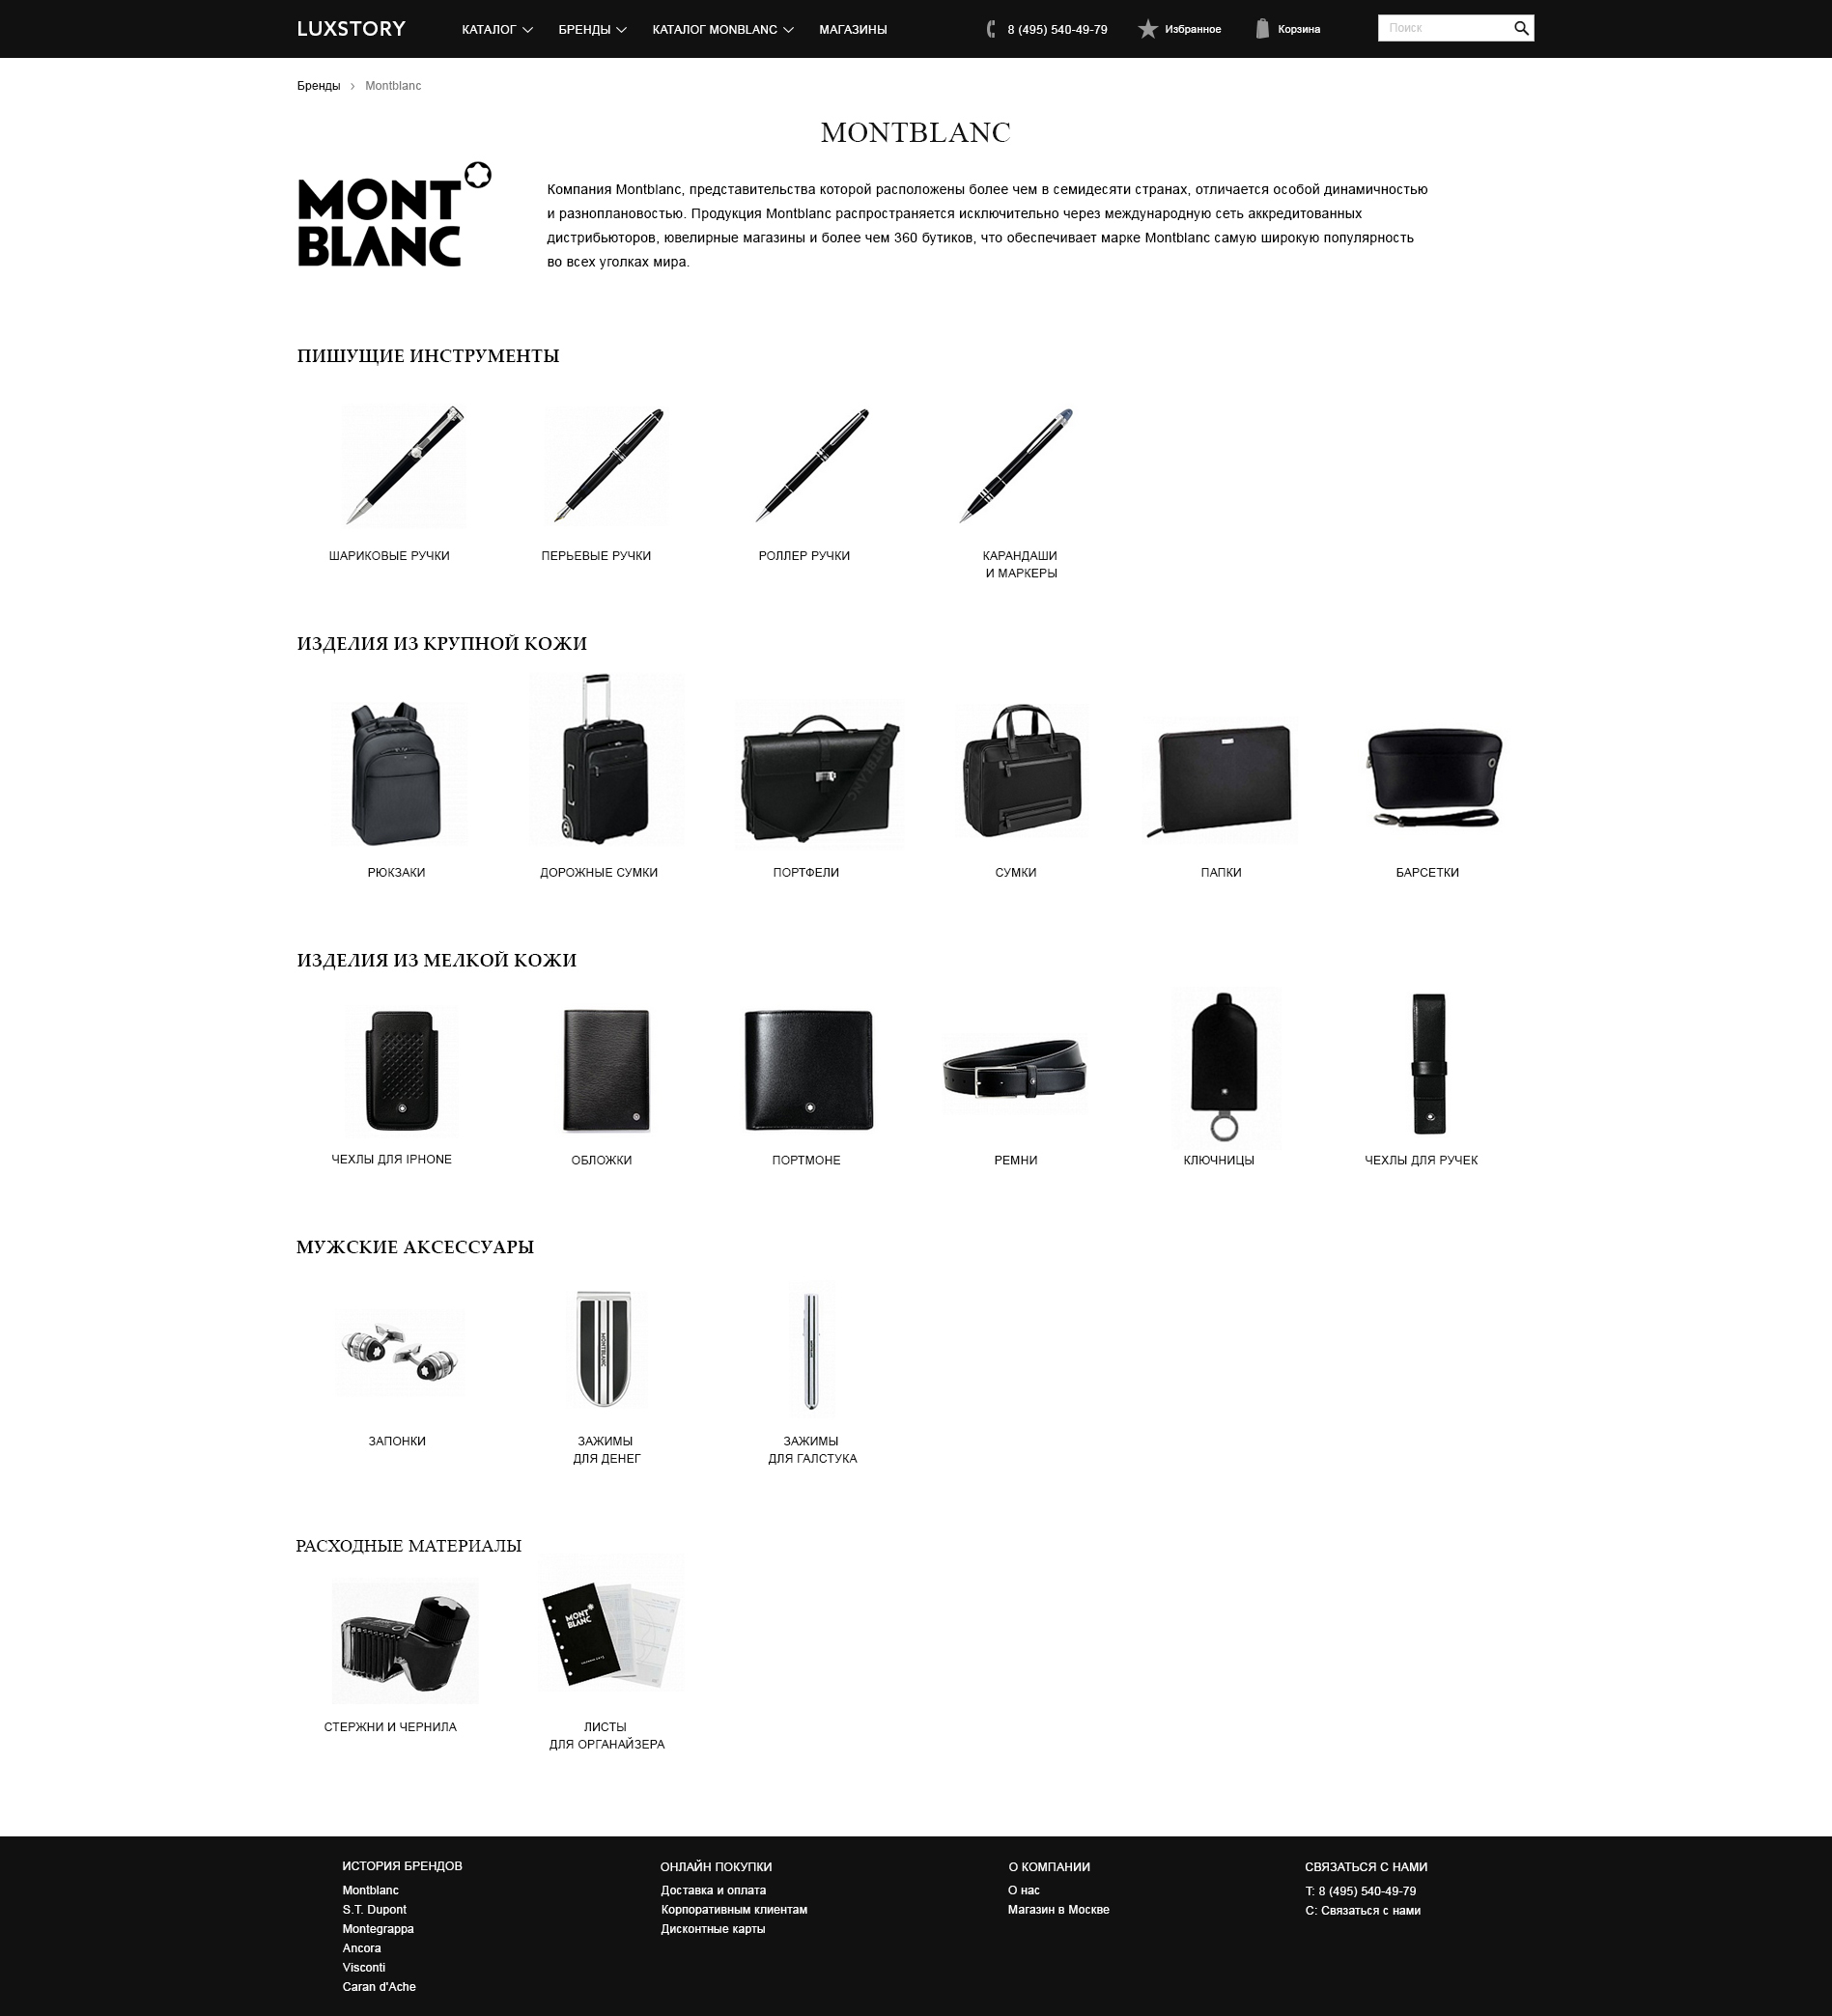 LUXSTORY
КАТАЛОГ
БРЕНДЫ
КАТАЛОГ MONBLANC
МАГАЗИНЫ
8 (495) 540-49-79
Избранное
Корзина
Поиск
Бренды › Montblanc
MONTBLANC
MONT
BLANC
Компания Montblanc, представительства которой расположены более чем в семидесяти странах, отличается особой динамичностью
и разноплановостью. Продукция Montblanc распространяется исключительно через международную сеть аккредитованных
дистрибьюторов, ювелирные магазины и более чем 360 бутиков, что обеспечивает марке Montblanc самую широкую популярность
во всех уголках мира.
ПИШУЩИЕ ИНСТРУМЕНТЫ
ШАРИКОВЫЕ РУЧКИ
ПЕРЬЕВЫЕ РУЧКИ
РОЛЛЕР РУЧКИ
КАРАНДАШИ
И МАРКЕРЫ
ИЗДЕЛИЯ ИЗ КРУПНОЙ КОЖИ
MONTBLANC
РЮКЗАКИ
ДОРОЖНЫЕ СУМКИ
ПОРТФЕЛИ
СУМКИ
ПАПКИ
БАРСЕТКИ
ИЗДЕЛИЯ ИЗ МЕЛКОЙ КОЖИ
ЧЕХЛЫ ДЛЯ IPHONE
ОБЛОЖКИ
ПОРТМОНЕ
РЕМНИ
КЛЮЧНИЦЫ
ЧЕХЛЫ ДЛЯ РУЧЕК
МУЖСКИЕ АКСЕССУАРЫ
MONTBLANC
ЗАПОНКИ
ЗАЖИМЫ
ДЛЯ ДЕНЕГ
ЗАЖИМЫ
ДЛЯ ГАЛСТУКА
РАСХОДНЫЕ МАТЕРИАЛЫ
MONT
BLANC
СТЕРЖНИ И ЧЕРНИЛА
ЛИСТЫ
ДЛЯ ОРГАНАЙЗЕРА
ИСТОРИЯ БРЕНДОВ
Montblanc
S.T. Dupont
Montegrappa
Ancora
Visconti
Caran d'Ache
ОНЛАЙН ПОКУПКИ
Доставка и оплата
Корпоративным клиентам
Дисконтные карты
О КОМПАНИИ
О нас
Магазин в Москве
СВЯЗАТЬСЯ С НАМИ
Т: 8 (495) 540-49-79
С: Связаться с нами